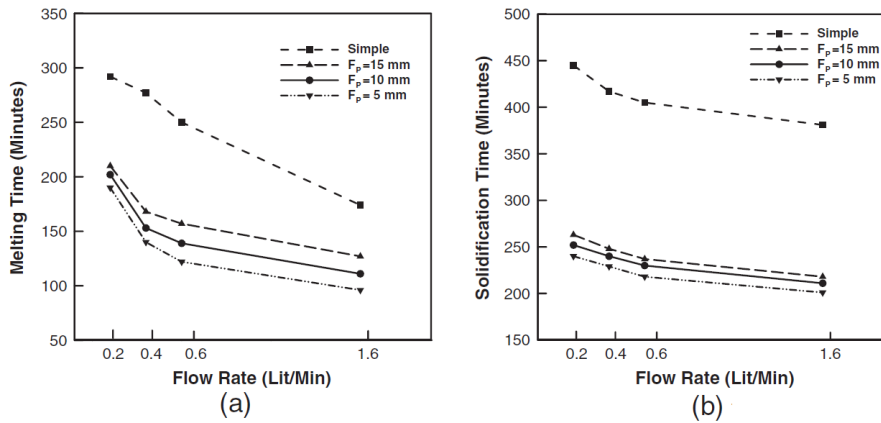 350
300
250
200
150
100
50
Melting Time (Minutes)
Simple
Fₚ=15 mm
Fₚ=10 mm
Fₚ= 5 mm
0.2 0.4 0.6 1.6
Flow Rate (Lit/Min)
(a)
500
450
400
350
300
250
200
150
Solidification Time (Minutes)
Simple
Fₚ=15 mm
Fₚ=10 mm
Fₚ= 5 mm
0.2 0.4 0.6 1.6
Flow Rate (Lit/Min)
(b)